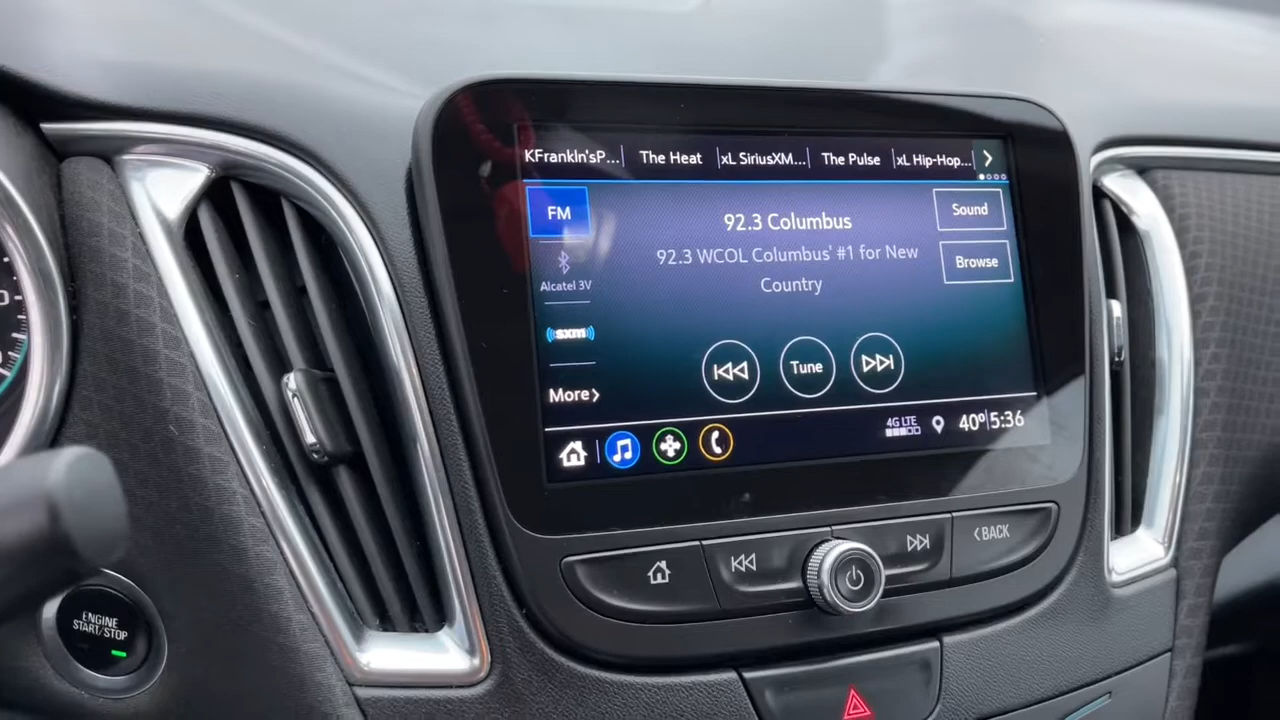 KFrankln'sP... The Heat xL SiriusXM... The Pulse xL Hip-Hop...
FM
92.3 Columbus
Sound
92.3 WCOL Columbus' #1 for New
Country
Browse
Alcatel 3V
sxm
Tune
More
4G LTE
40° 5:36
< BACK
ENGINE
START/STOP